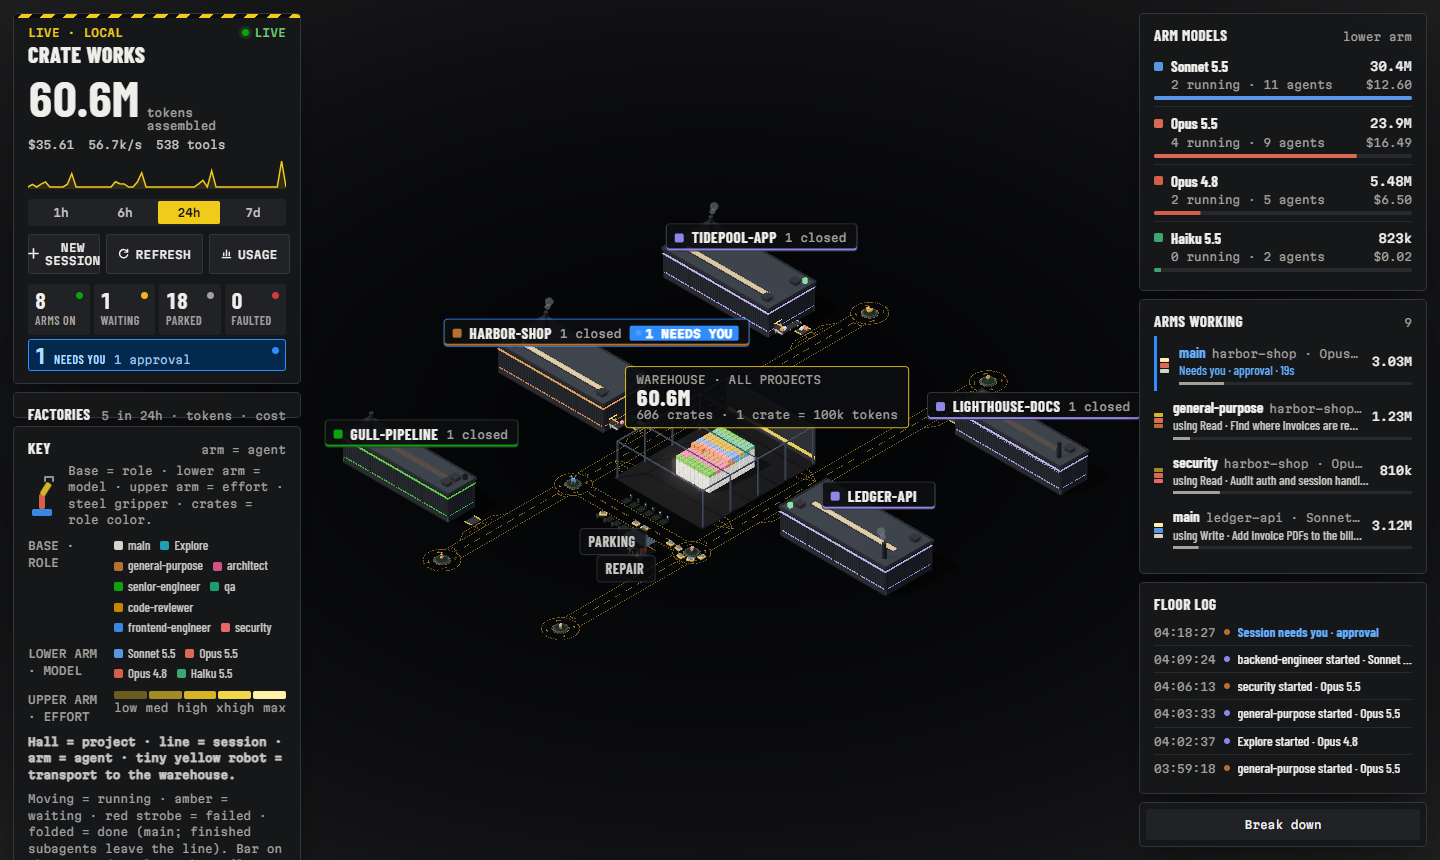 LIVE · LOCAL
LIVE
CRATE WORKS
60.6M tokens assembled
$35.61 56.7k/s 538 tools
1h 6h 24h 7d
+ NEW SESSION
REFRESH
USAGE
8 ARMS ON
1 WAITING
18 PARKED
0 FAULTED
1 NEEDS YOU 1 approval
FACTORIES 5 in 24h · tokens · cost
KEY arm = agent
Base = role · lower arm =
model · upper arm = effort ·
steel gripper · crates =
role color.
BASE · ROLE
main Explore
general-purpose architect
senior-engineer qa
code-reviewer
frontend-engineer security
LOWER ARM · MODEL
Sonnet 5.5 Opus 5.5
Opus 4.8 Haiku 5.5
UPPER ARM · EFFORT
low med high xhigh max
Hall = project · line = session ·
arm = agent · tiny yellow robot =
transport to the warehouse.
Moving = running · amber =
waiting · red strobe = failed ·
folded = done (main; finished
subagents leave the line). Bar on
TIDEPOOL-APP 1 closed
HARBOR-SHOP 1 closed 1 NEEDS YOU
WAREHOUSE · ALL PROJECTS
60.6M
606 crates · 1 crate = 100k tokens
LIGHTHOUSE-DOCS 1 closed
GULL-PIPELINE 1 closed
LEDGER-API
PARKING
REPAIR
ARM MODELS lower arm
Sonnet 5.5 30.4M
2 running · 11 agents $12.60
Opus 5.5 23.9M
4 running · 9 agents $16.49
Opus 4.8 5.48M
2 running · 5 agents $6.50
Haiku 5.5 823k
0 running · 2 agents $0.02
ARMS WORKING 9
main harbor-shop · Opus… 3.03M
Needs you · approval · 19s
general-purpose harbor-shop… 1.23M
using Read · Find where invoices are re…
security harbor-shop · Opu… 810k
using Read · Audit auth and session handl…
main ledger-api · Sonnet… 3.12M
using Write · Add invoice PDFs to the bill…
FLOOR LOG
04:18:27 Session needs you · approval
04:09:24 backend-engineer started · Sonnet …
04:06:13 security started · Opus 5.5
04:03:33 general-purpose started · Opus 5.5
04:02:37 Explore started · Opus 4.8
03:59:18 general-purpose started · Opus 5.5
Break down